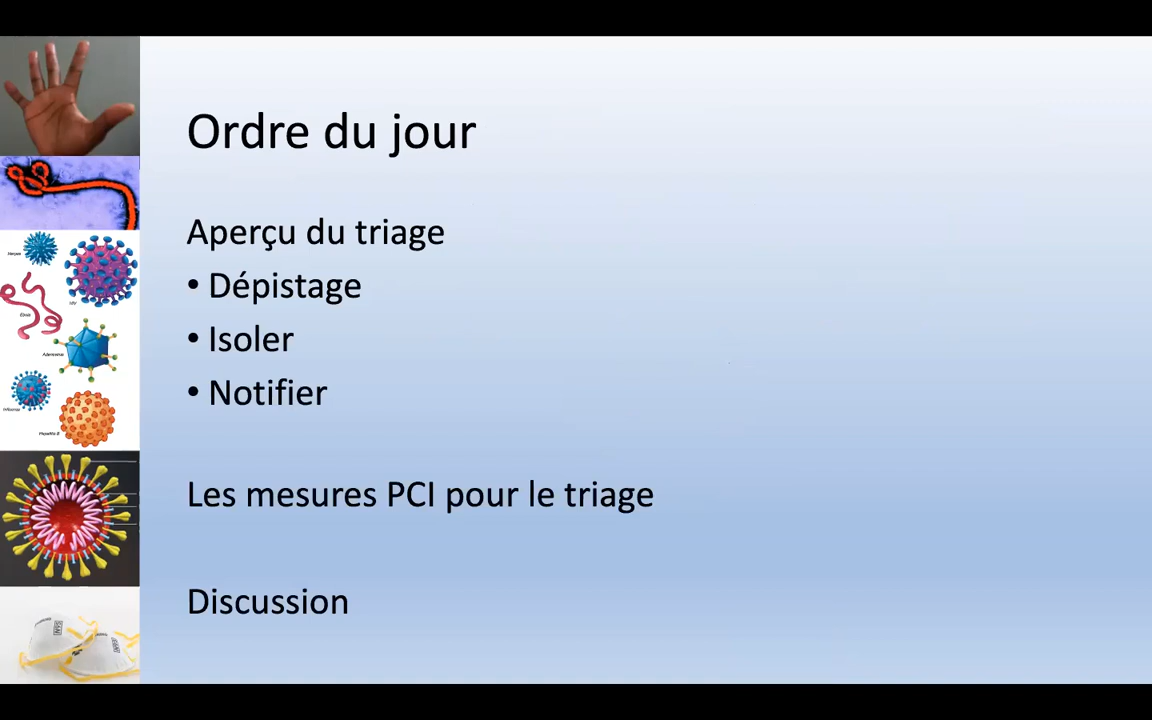 Ordre du jour
Aperçu du triage
• Dépistage
• Isoler
• Notifier
Les mesures PCI pour le triage
Discussion